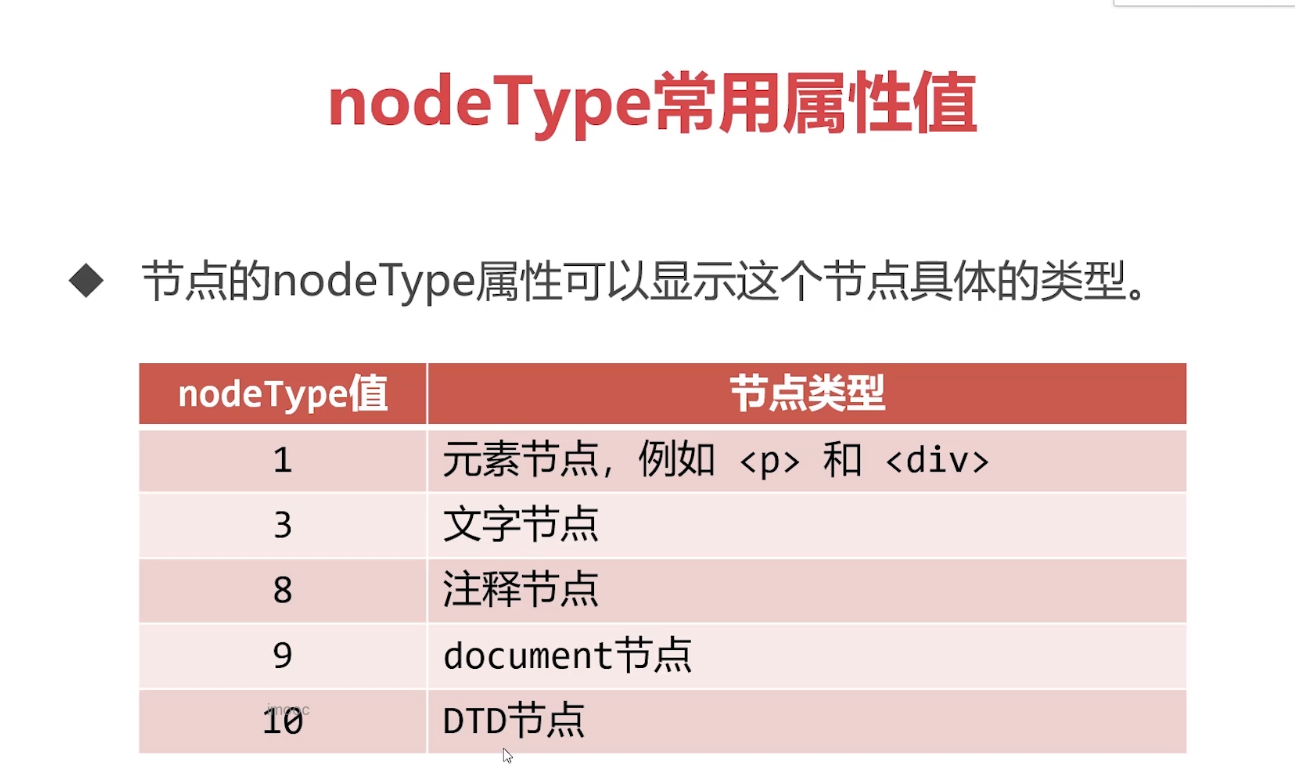 nodeType常用属性值
◆ 节点的nodeType属性可以显示这个节点具体的类型。
nodeType值 节点类型
1 元素节点，例如 <p> 和 <div>
3 文字节点
8 注释节点
9 document节点
imooc
10 DTD节点